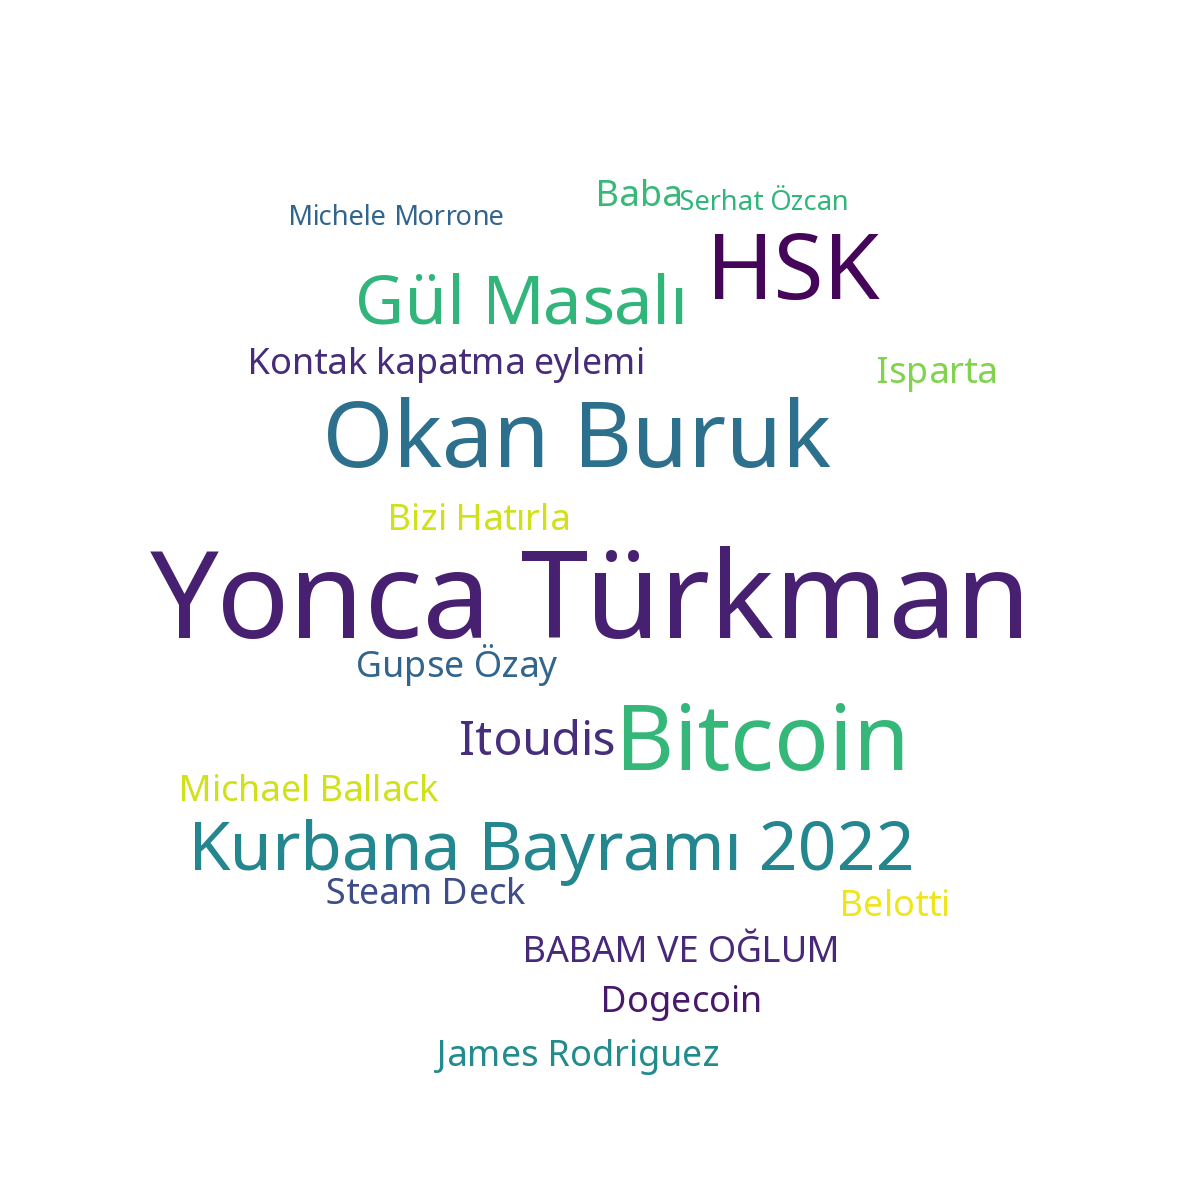 Baba
Serhat Özcan
Michele Morrone
HSK
Gül Masalı
Kontak kapatma eylemi
Isparta
Okan Buruk
Bizi Hatırla
Yonca Türkman
Gupse Özay
Itoudis
Bitcoin
Michael Ballack
Kurbana Bayramı 2022
Steam Deck
Belotti
BABAM VE OĞLUM
Dogecoin
James Rodriguez